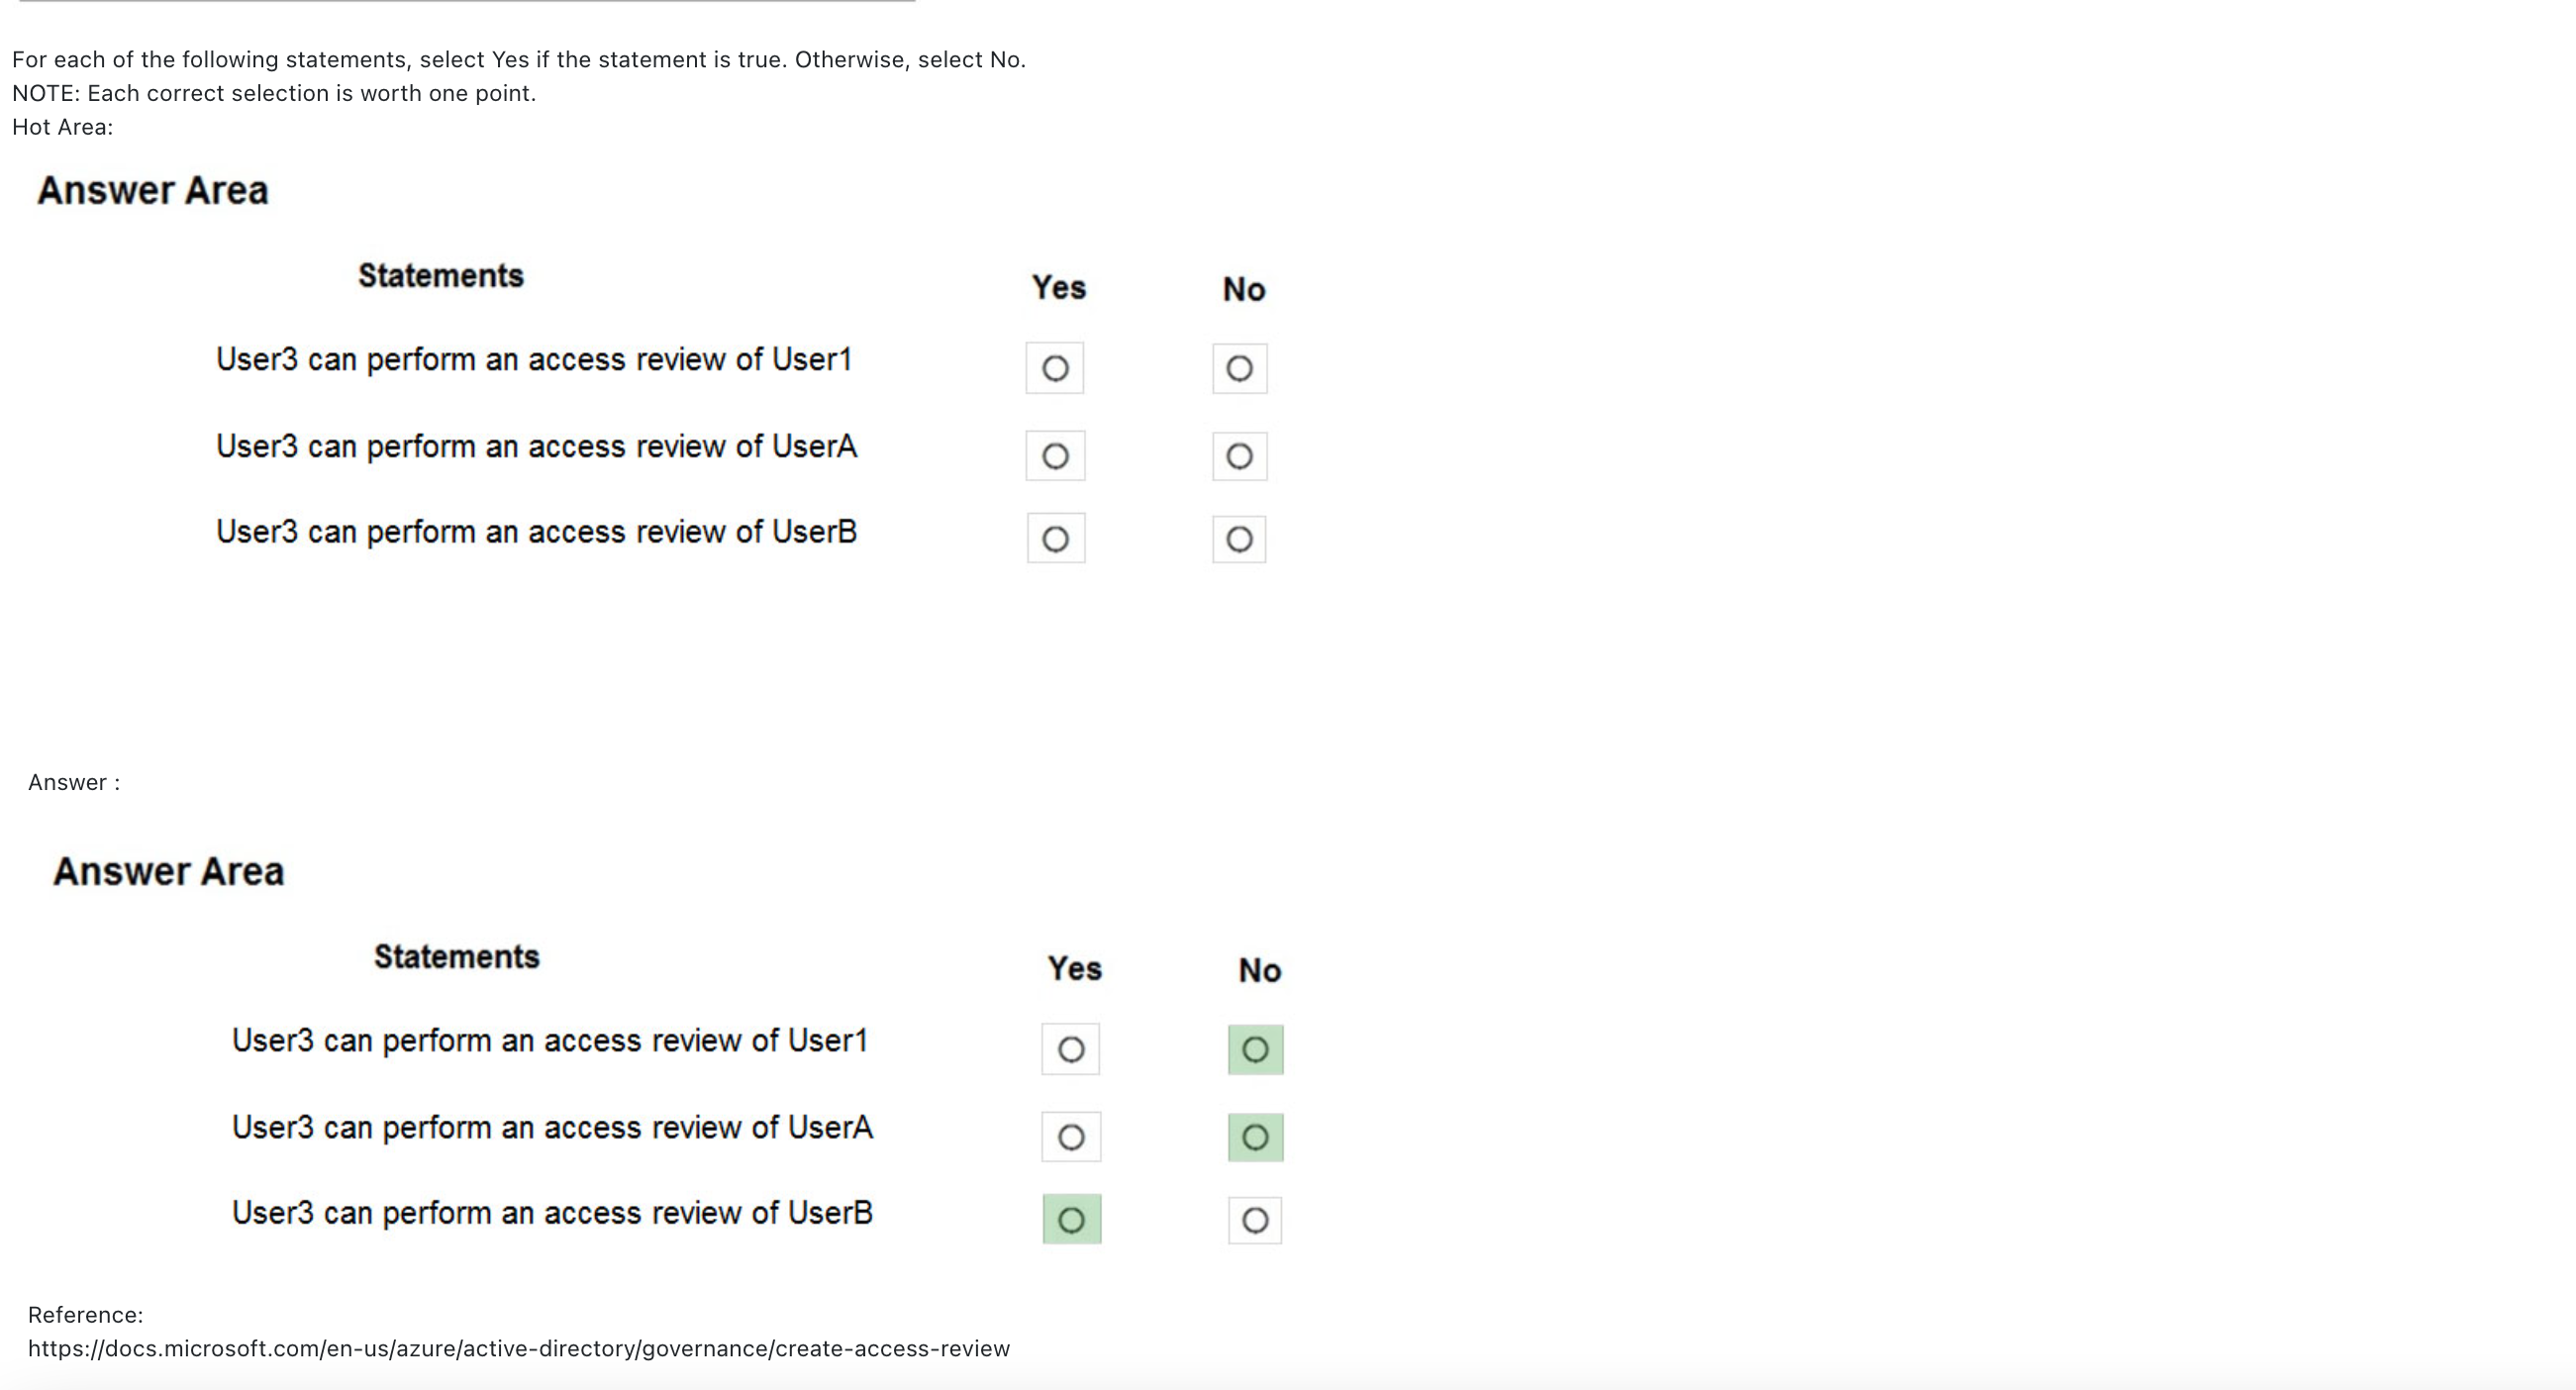 For each of the following statements, select Yes if the statement is true. Otherwise, select No.
NOTE: Each correct selection is worth one point.
Hot Area:
Answer Area
Statements Yes No
User3 can perform an access review of User1
User3 can perform an access review of UserA
User3 can perform an access review of UserB
Answer :
Answer Area
Statements Yes No
User3 can perform an access review of User1
User3 can perform an access review of UserA
User3 can perform an access review of UserB
Reference:
https://docs.microsoft.com/en-us/azure/active-directory/governance/create-access-review